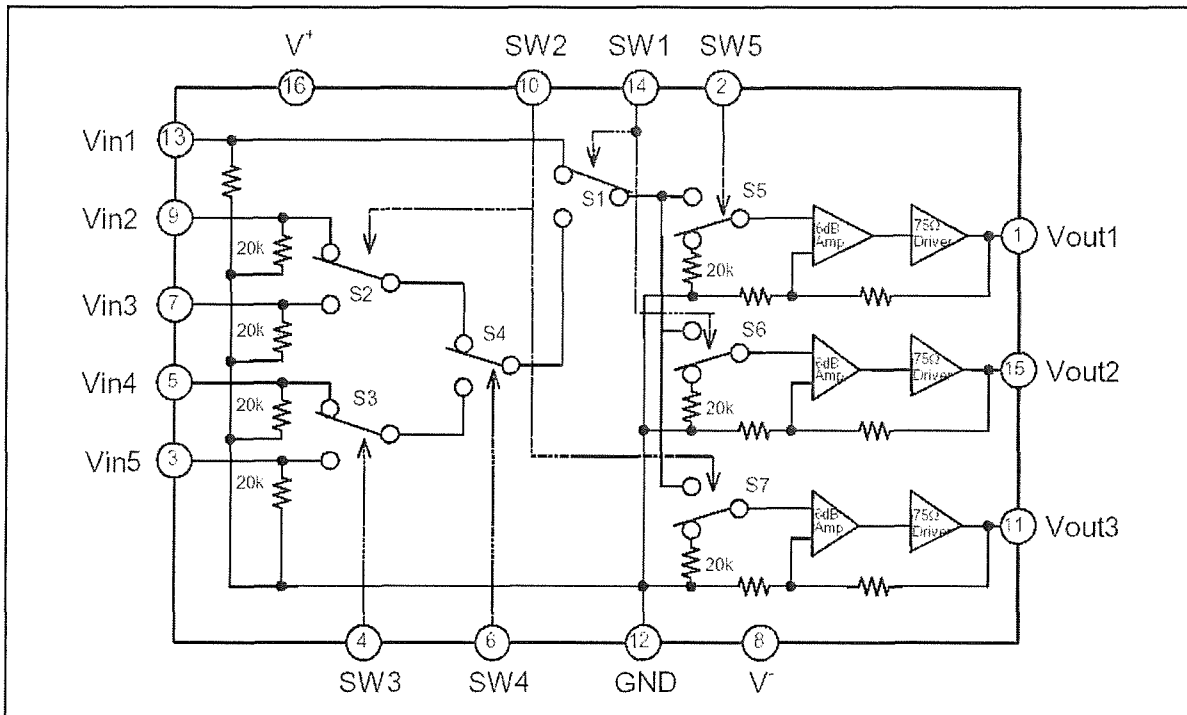 V+
SW2
SW1
SW5
16
10
14
2
Vin1
13
S1
S5
Vin2
9
20k
6dB
Amp
75Ω
Driver
1
Vout1
20k
S2
Vin3
7
20k
S4
S6
6dB
Amp
75Ω
Driver
15
Vout2
Vin4
5
20k
S3
20k
Vin5
3
20k
S7
6dB
Amp
75Ω
Driver
11
Vout3
20k
4
6
12
8
SW3
SW4
GND
V-